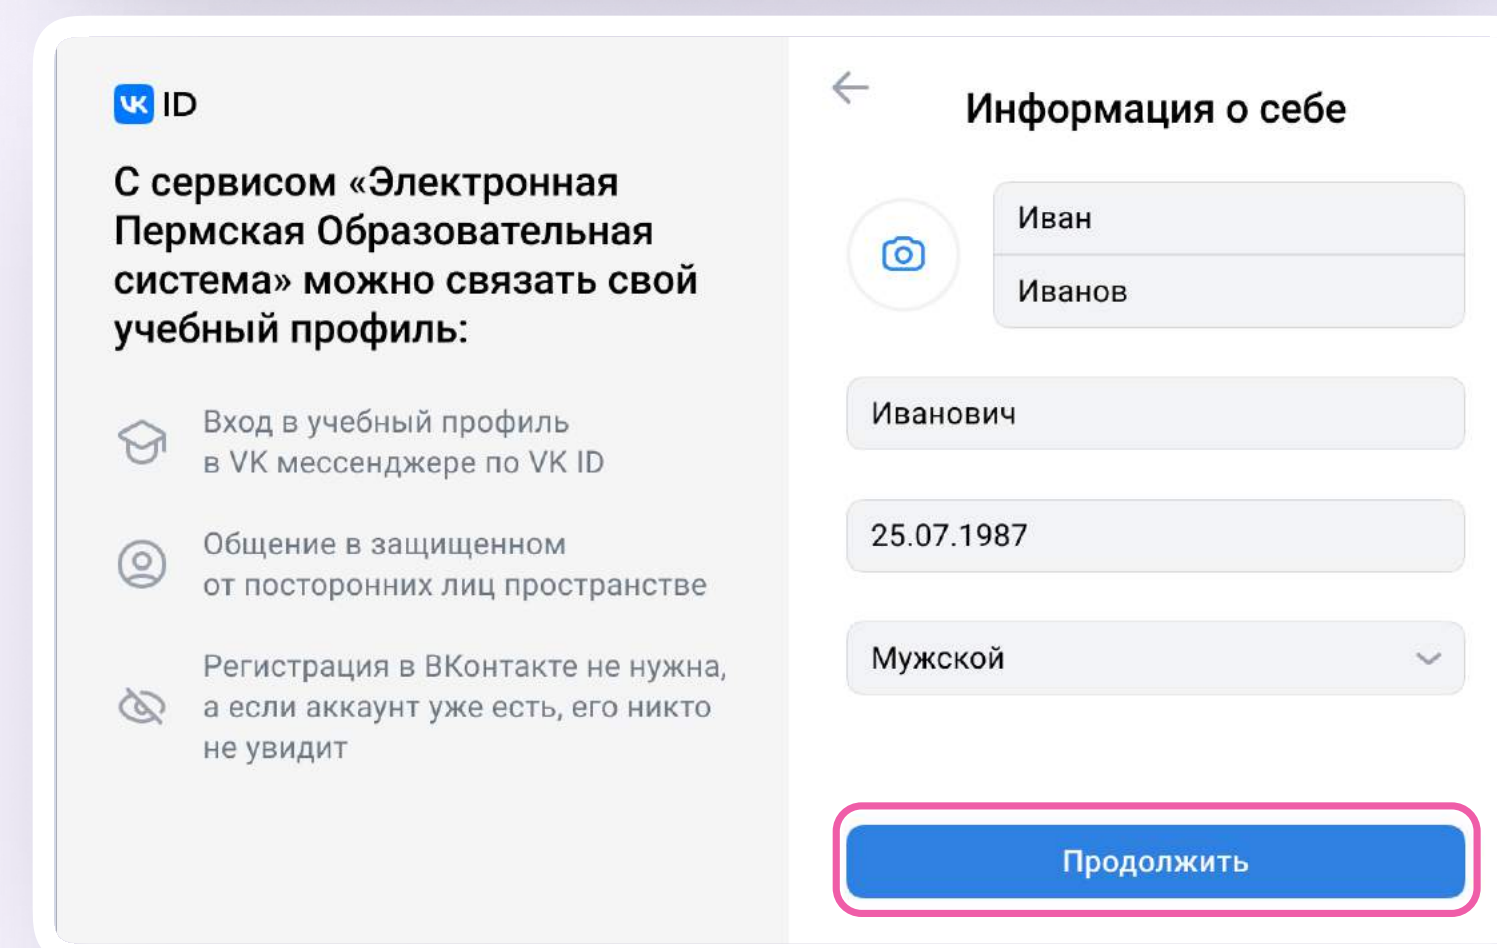 VK ID
С сервисом «Электронная
Пермская Образовательная
система» можно связать свой
учебный профиль:
Вход в учебный профиль
в VK мессенджере по VK ID
Общение в защищенном
от посторонних лиц пространстве
Регистрация в ВКонтакте не нужна,
а если аккаунт уже есть, его никто
не увидит
Информация о себе
Иван
Иванов
Иванович
25.07.1987
Мужской
Продолжить